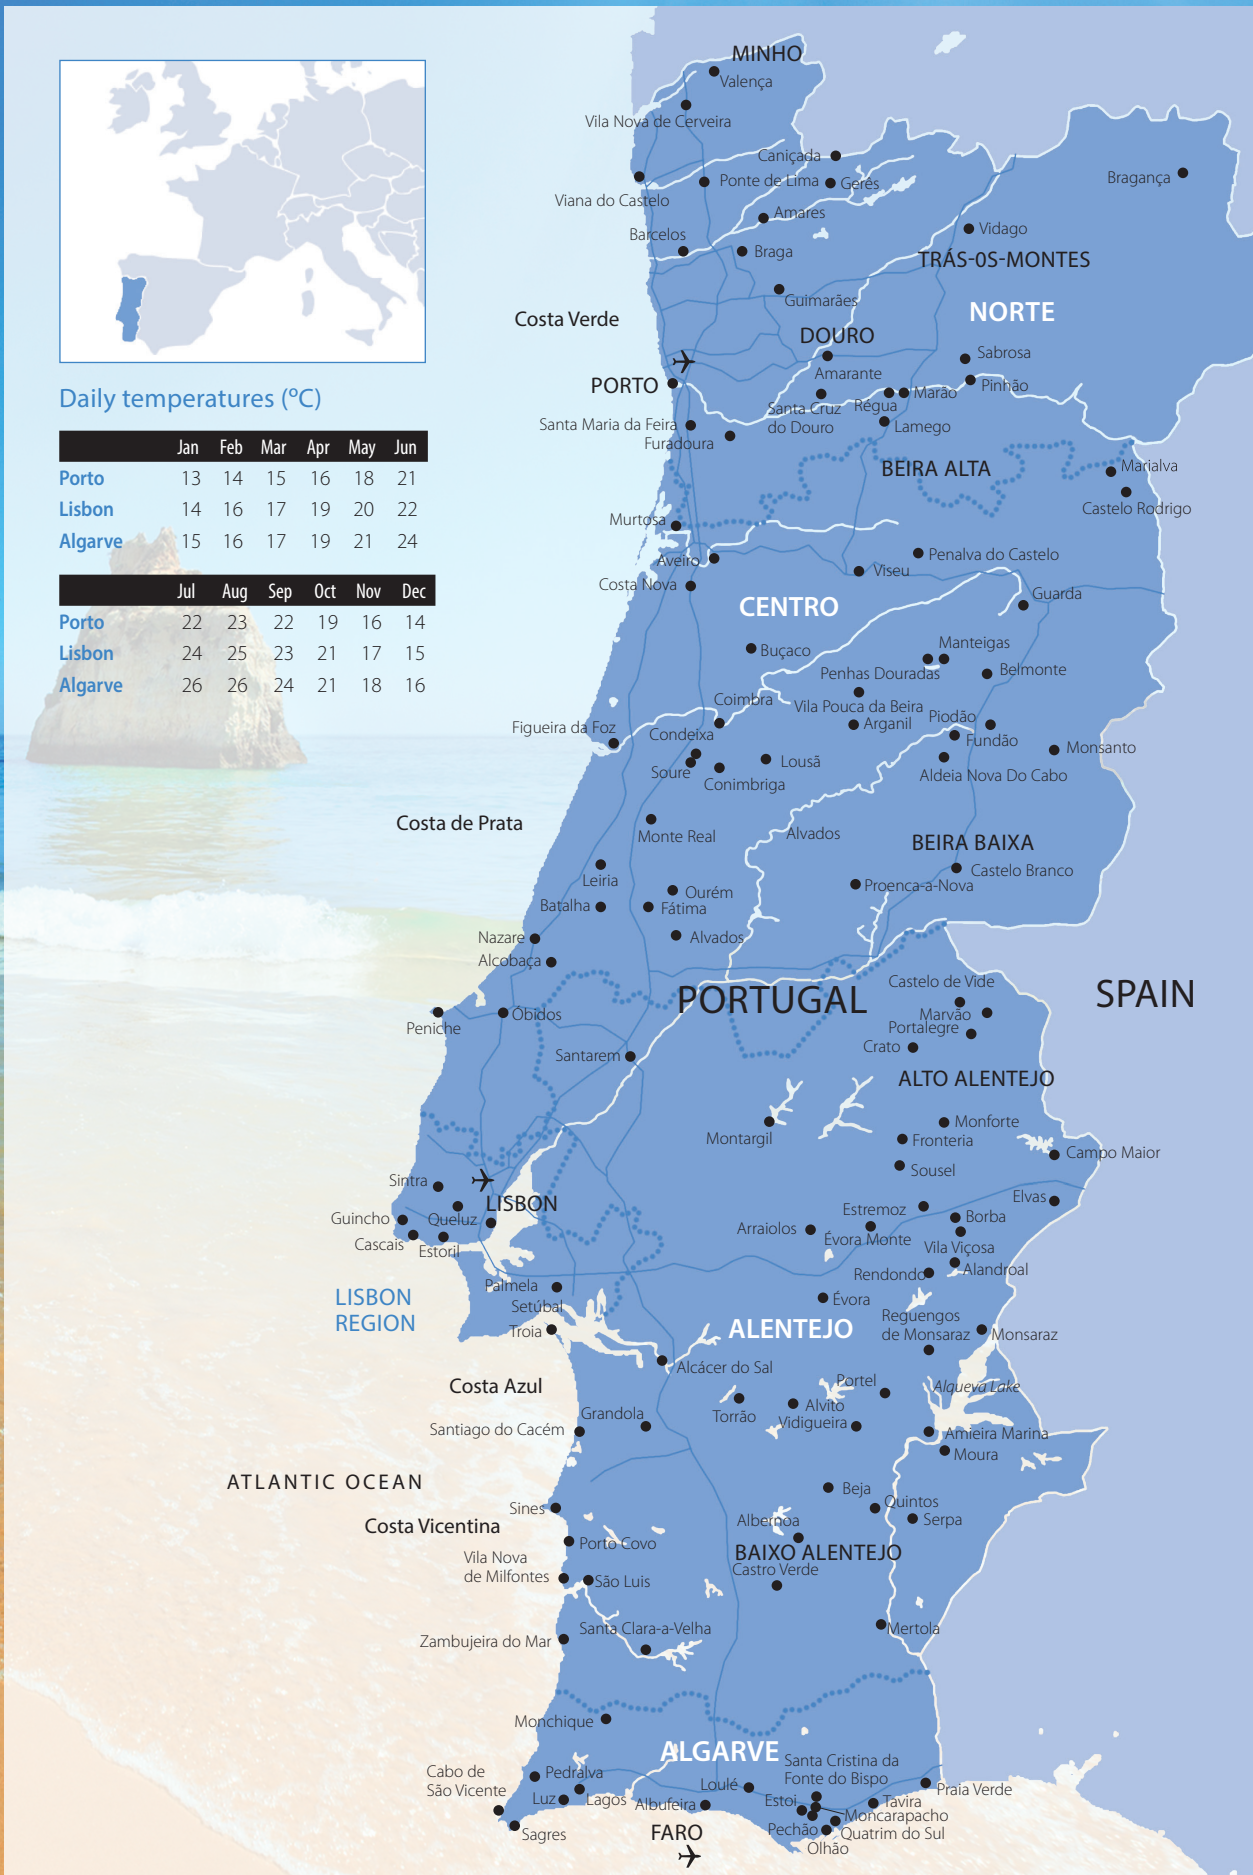 Daily temperatures (ºC)
Jan Feb Mar Apr May Jun
Porto 13 14 15 16 18 21
Lisbon 14 16 17 19 20 22
Algarve 15 16 17 19 21 24
Jul Aug Sep Oct Nov Dec
Porto 22 23 22 19 16 14
Lisbon 24 25 23 21 17 15
Algarve 26 26 24 21 18 16
MINHO
Valença
Vila Nova de Cerveira
Caniçada
Ponte de Lima
Gerês
Bragança
Viana do Castelo
Amares
Vidago
Barcelos
Braga
TRÁS-0S-MONTES
Guimarães
NORTE
Costa Verde
DOURO
Sabrosa
Amarante
PORTO
Pinhão
Marão
Santa Cruz
do Douro
Régua
Santa Maria da Feira
Lamego
Furadoura
BEIRA ALTA
Marialva
Castelo Rodrigo
Murtosa
Aveiro
Penalva do Castelo
Viseu
Costa Nova
Guarda
CENTRO
Buçaco
Manteigas
Penhas Douradas
Belmonte
Coimbra
Vila Pouca da Beira
Figueira da Foz
Condeixa
Arganil
Piodão
Fundão
Monsanto
Soure
Lousã
Conimbriga
Aldeia Nova Do Cabo
Costa de Prata
Monte Real
Alvados
BEIRA BAIXA
Leiria
Castelo Branco
Ourém
Proenca-a-Nova
Batalha
Fátima
Nazare
Alvados
Alcobaça
Castelo de Vide
PORTUGAL
SPAIN
Peniche
Óbidos
Marvão
Portalegre
Crato
Santarem
ALTO ALENTEJO
Montargil
Monforte
Fronteria
Campo Maior
Sousel
Sintra
LISBON
Elvas
Guincho
Queluz
Estremoz
Borba
Cascais
Estoril
Arraiolos
Évora Monte
Vila Viçosa
Rendondo
Alandroal
Palmela
LISBON
REGION
Setúbal
Évora
Reguengos
de Monsaraz
Troia
ALENTEJO
Monsaraz
Alcácer do Sal
Costa Azul
Portel
Alqueva Lake
Grandola
Torrão
Alvito
Santiago do Cacém
Vidigueira
Amieira Marina
Moura
ATLANTIC OCEAN
Beja
Sines
Quintos
Costa Vicentina
Albernoa
Serpa
Porto Covo
BAIXO ALENTEJO
Vila Nova
de Milfontes
São Luis
Castro Verde
Zambujeira do Mar
Santa Clara-a-Velha
Mertola
Monchique
ALGARVE
Santa Cristina da
Fonte do Bispo
Cabo de
São Vicente
Pedralva
Loulé
Praia Verde
Luz
Lagos
Albufeira
Estoi
Tavira
Moncarapacho
Sagres
FARO
Pechão
Quatrim do Sul
Olhão